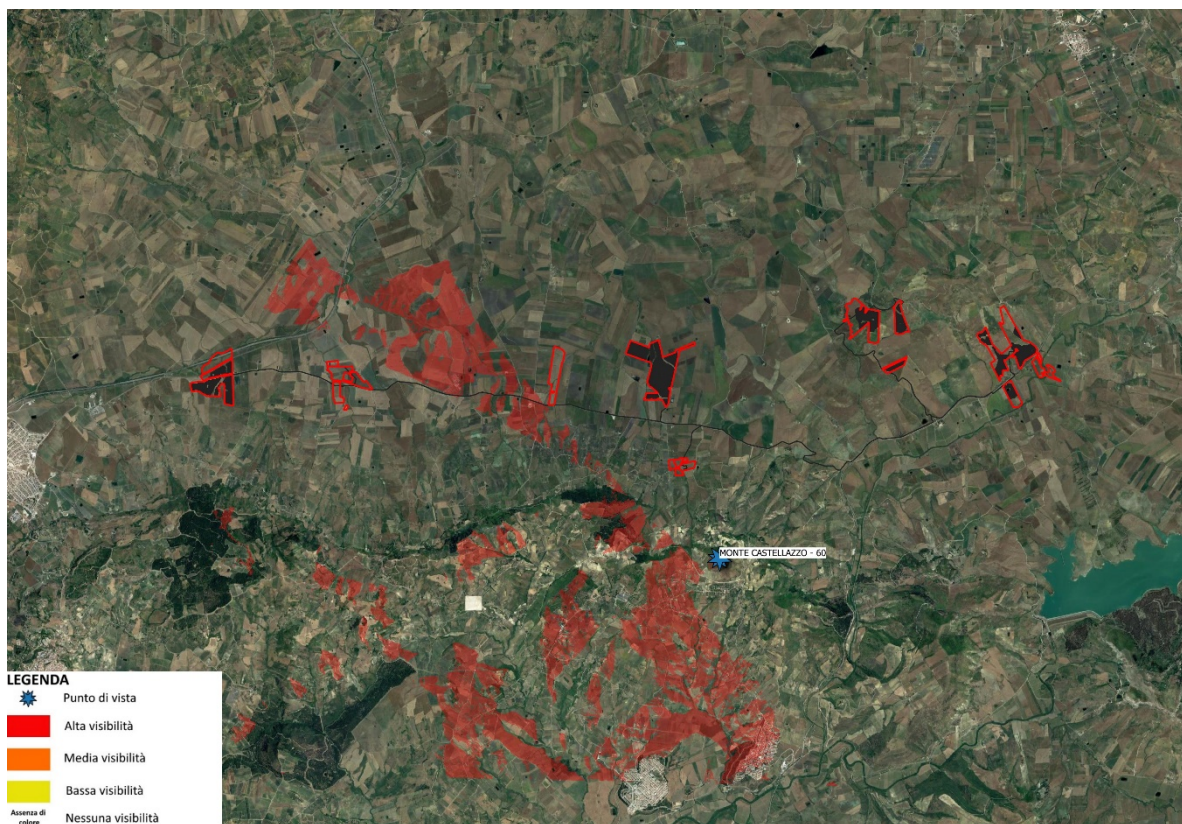 MONTE CASTELLAZZO - 60
LEGENDA
Punto di vista
Alta visibilità
Media visibilità
Bassa visibilità
Assenza di
colore
Nessuna visibilità